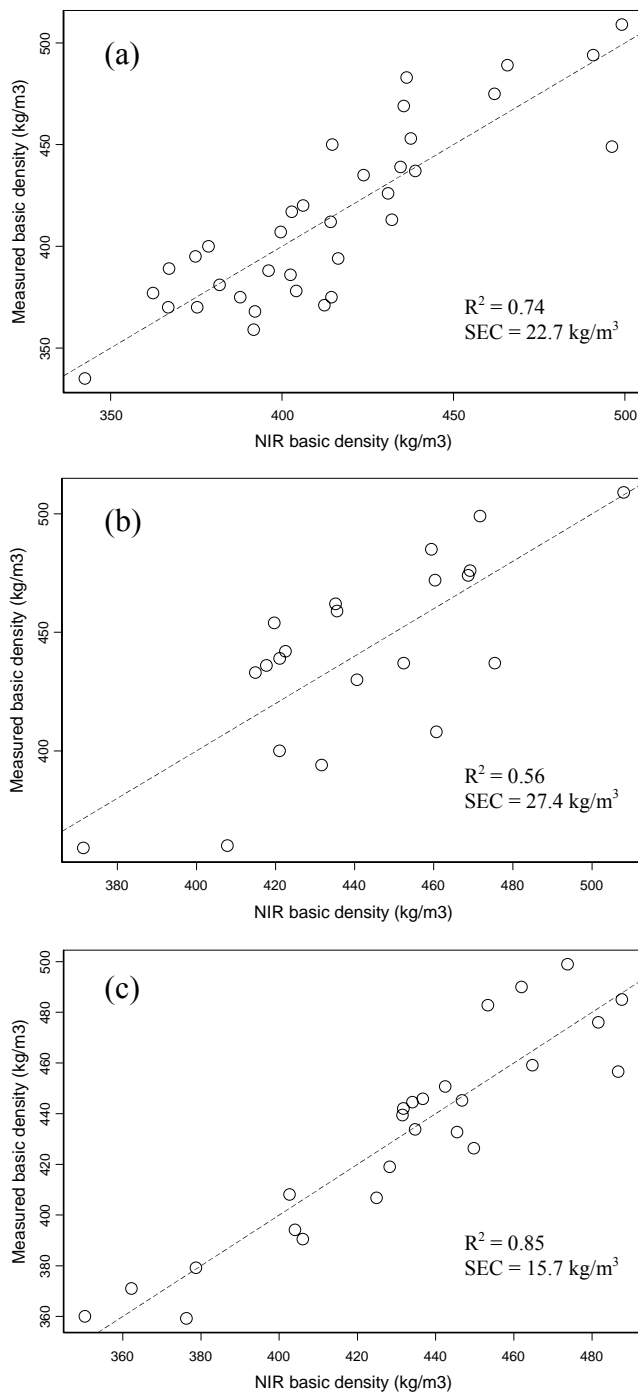 (a)
500
450
400
350
Measured basic density (kg/m3)
R² = 0.74
SEC = 22.7 kg/m³
350 400 450 500
NIR basic density (kg/m3)
(b)
500
450
400
Measured basic density (kg/m3)
R² = 0.56
SEC = 27.4 kg/m³
380 400 420 440 460 480 500
NIR basic density (kg/m3)
(c)
500
480
460
440
420
400
380
360
Measured basic density (kg/m3)
R² = 0.85
SEC = 15.7 kg/m³
360 380 400 420 440 460 480
NIR basic density (kg/m3)